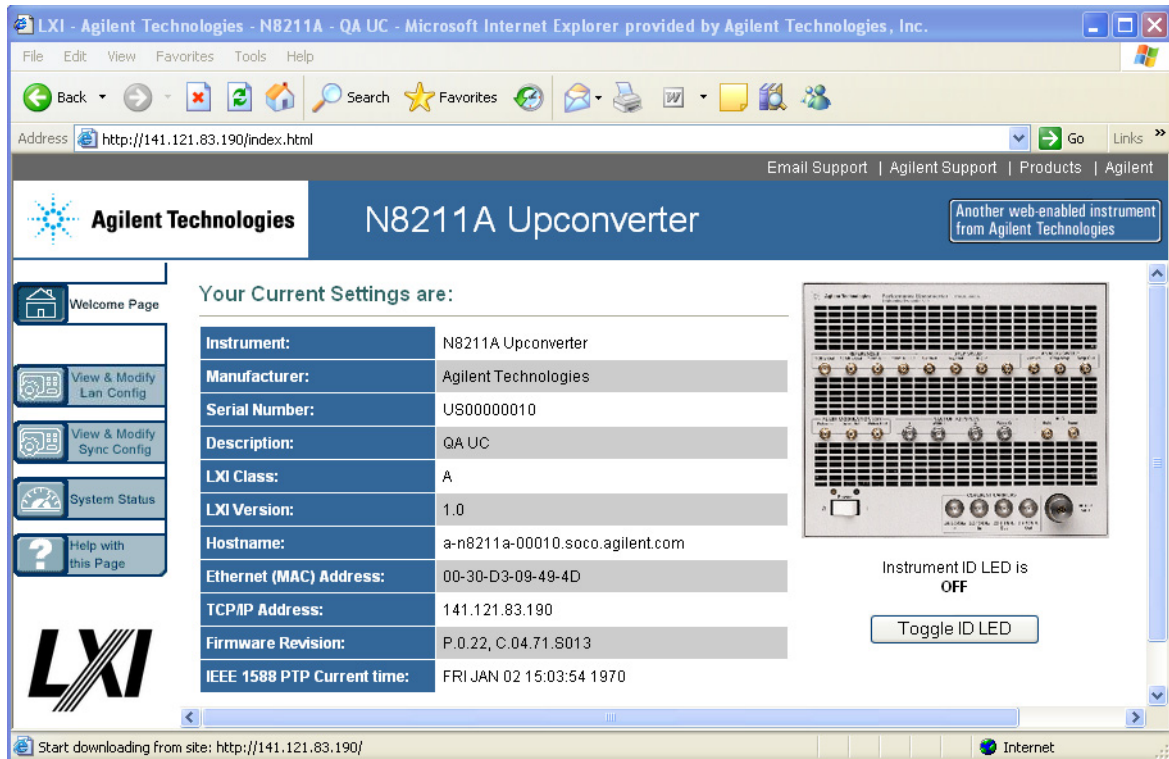 LXI - Agilent Technologies - N8211A - QA UC - Microsoft Internet Explorer provided by Agilent Technologies, Inc.
File Edit View Favorites Tools Help
Back Search Favorites
Address http://141.121.83.190/index.html Go Links »
Email Support | Agilent Support | Products | Agilent
Agilent Technologies
N8211A Upconverter
Another web-enabled instrument
from Agilent Technologies
Welcome Page
View & Modify
Lan Config
View & Modify
Sync Config
System Status
Help with
this Page
LXI
Your Current Settings are:
Instrument: N8211A Upconverter
Manufacturer: Agilent Technologies
Serial Number: US00000010
Description: QA UC
LXI Class: A
LXI Version: 1.0
Hostname: a-n8211a-00010.soco.agilent.com
Ethernet (MAC) Address: 00-30-D3-09-49-4D
TCP/IP Address: 141.121.83.190
Firmware Revision: P.0.22, C.04.71.S013
IEEE 1588 PTP Current time: FRI JAN 02 15:03:54 1970
Agilent Technologies
Power
COHERENT CARRIERS
Instrument ID LED is
OFF
Toggle ID LED
Start downloading from site: http://141.121.83.190/ Internet